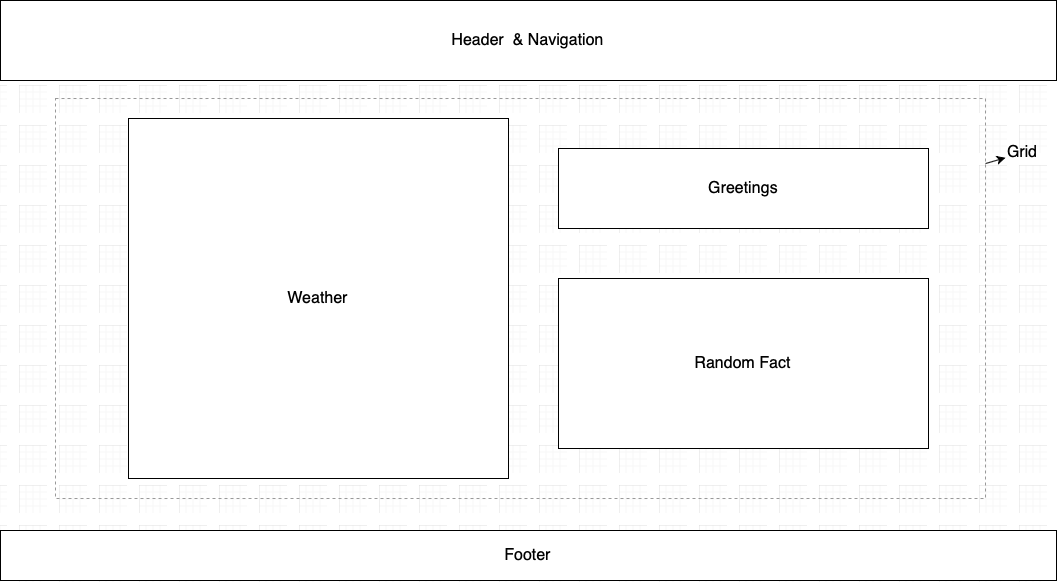 Header & Navigation
Grid
Greetings
Weather
Random Fact
Footer